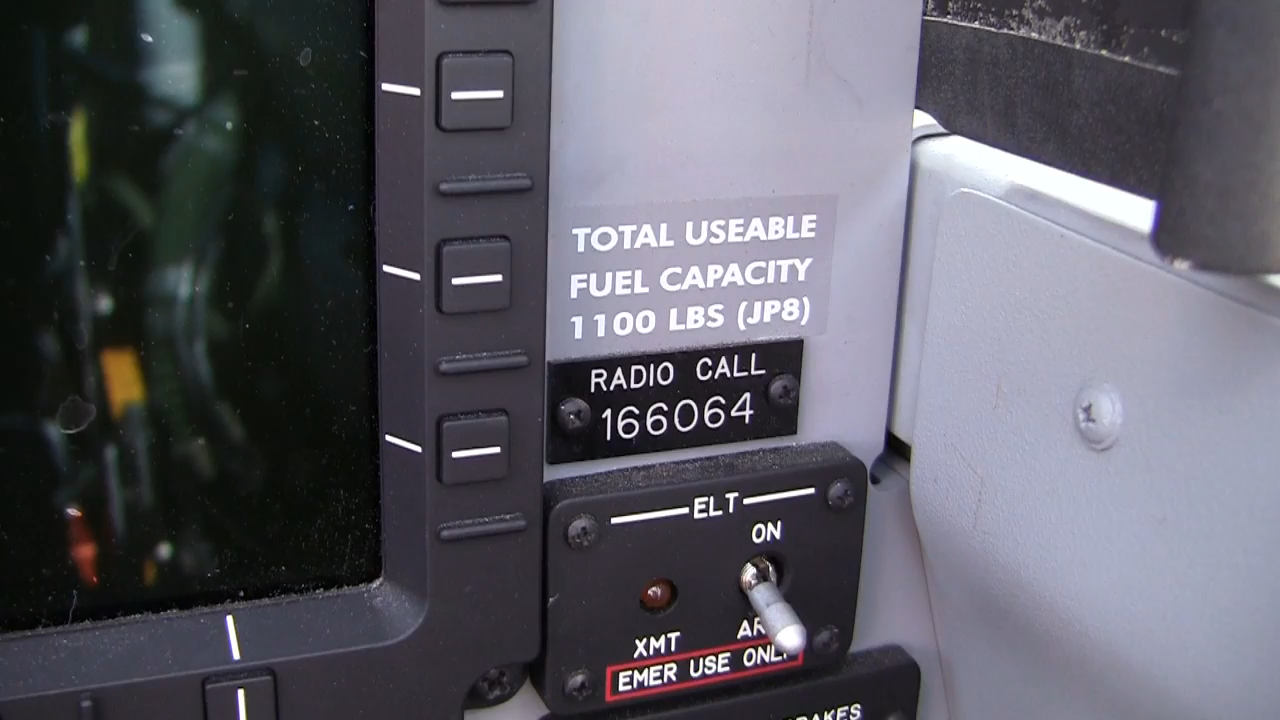 TOTAL USEABLE
FUEL CAPACITY
1100 LBS (JP8)
RADIO CALL
166064
ELT
ON
XMT
EMER USE ONLY